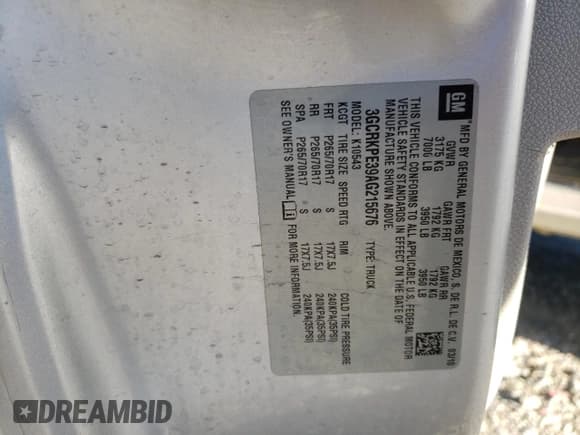 GM
MFD BY GENERAL MOTORS DE MEXICO, S. DE R.L. DE C.V. 03/10
GVWR GAWR FRT GAWR RR
3175 KG 1792 KG 1792 KG
7000 LB 3950 LB 3950 LB
THIS VEHICLE CONFORMS TO ALL APPLICABLE U.S. FEDERAL MOTOR
VEHICLE SAFETY STANDARDS IN EFFECT ON THE DATE OF
MANUFACTURE SHOWN ABOVE.
3GCRKPE39AG215676 TYPE: TRUCK
MODEL: K10543
KCGT TIRE SIZE SPEED RTG RIM COLD TIRE PRESSURE
FRT P265/70R17 S 17X7.5J 240KPA(35PSI)
RR P265/70R17 S 17X7.5J 240KPA(35PSI)
SPA P265/70R17 S 17X7.5J 240KPA(35PSI)
SEE OWNER'S MANUAL FOR MORE INFORMATION.
DREAMBID